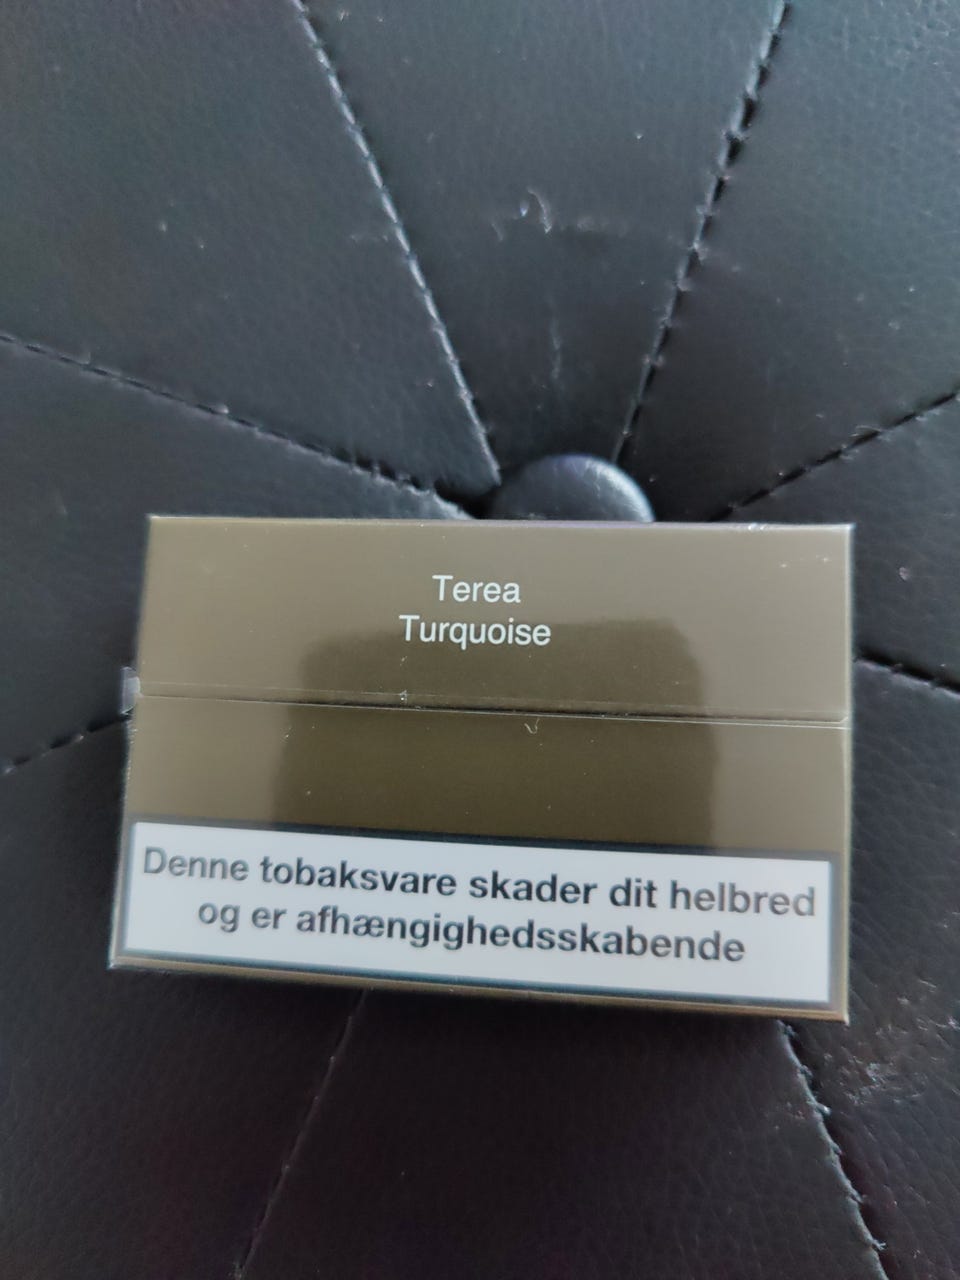 Terea
Turquoise
Denne tobaksvare skader dit helbred
og er afhængighedsskabende